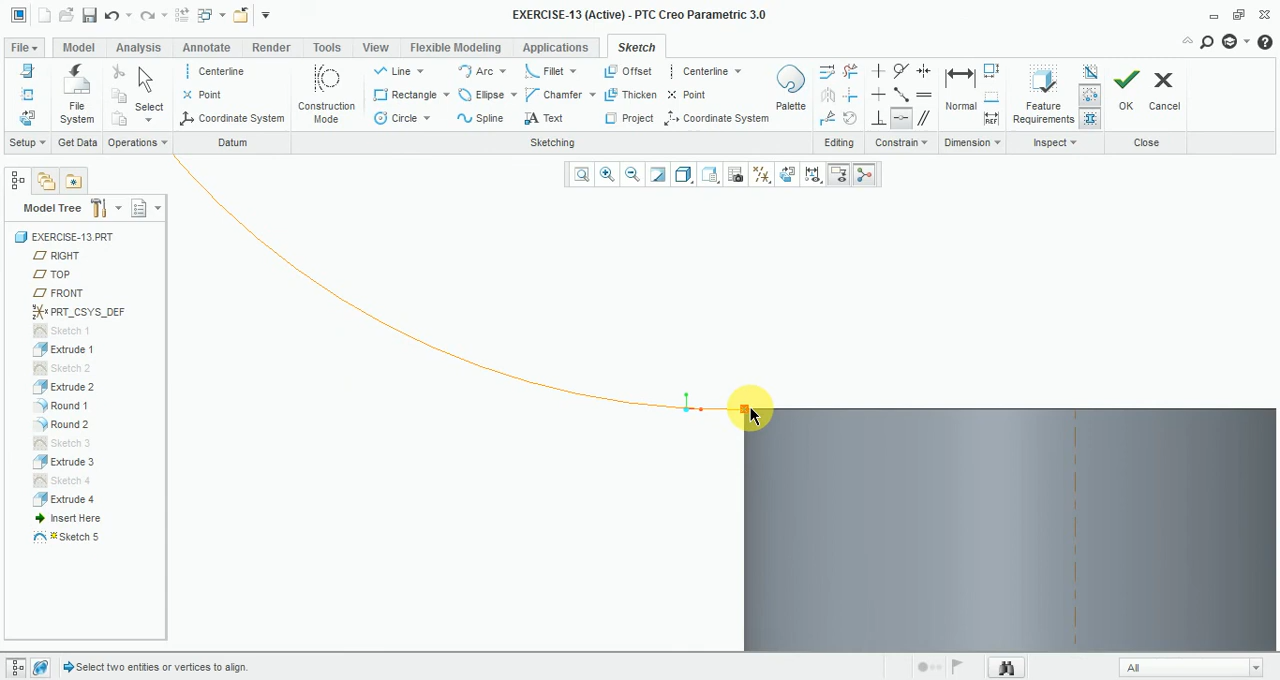 EXERCISE-13 (Active) - PTC Creo Parametric 3.0
File Model Analysis Annotate Render Tools View Flexible Modeling Applications Sketch
Centerline Line Arc Fillet Offset Centerline
Point Rectangle Ellipse Chamfer Thicken Point
Coordinate System Circle Spline Text Project Coordinate System
File System
Select
Construction Mode
Palette
Normal
Feature Requirements
OK
Cancel
Setup Get Data Operations Datum Sketching Editing Constrain Dimension Inspect Close
Model Tree
EXERCISE-13.PRT
RIGHT
TOP
FRONT
PRT_CSYS_DEF
Sketch 1
Extrude 1
Sketch 2
Extrude 2
Round 1
Round 2
Sketch 3
Extrude 3
Sketch 4
Extrude 4
Insert Here
Sketch 5
Select two entities or vertices to align.
All